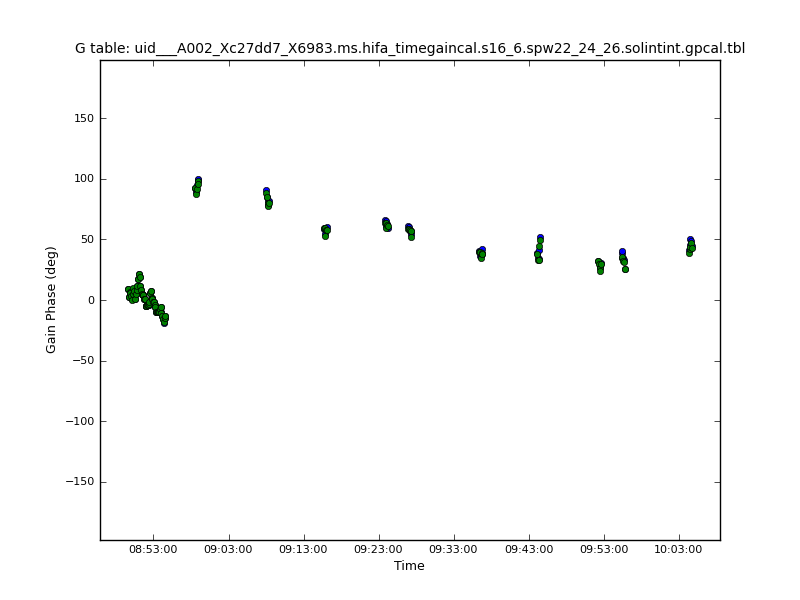 G table: uid___A002_Xc27dd7_X6983.ms.hifa_timegaincal.s16_6.spw22_24_26.solintint.gpcal.tbl
150
100
50
0
−50
−100
−150
Gain Phase (deg)
08:53:00 09:03:00 09:13:00 09:23:00 09:33:00 09:43:00 09:53:00 10:03:00
Time